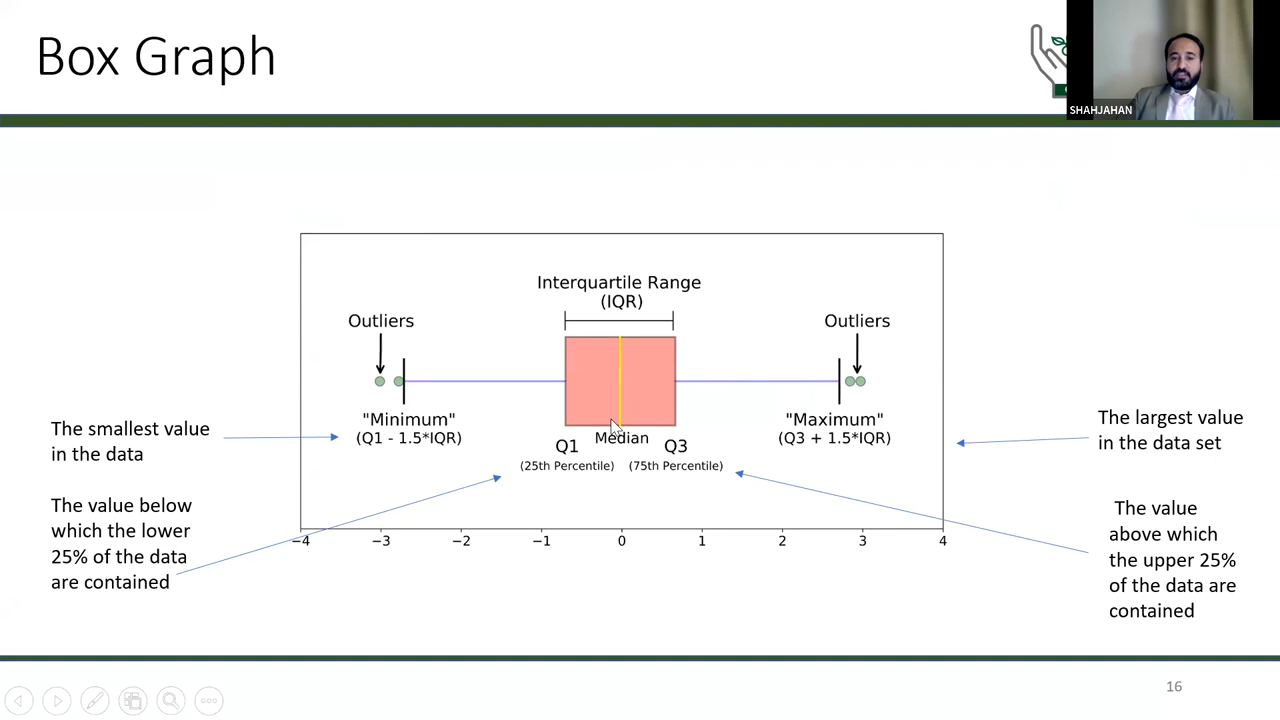 Box Graph
SHAHJAHAN
Interquartile Range
(IQR)
Outliers
Outliers
"Minimum"
(Q1 - 1.5*IQR)
"Maximum"
(Q3 + 1.5*IQR)
Q1
Median
Q3
(25th Percentile)
(75th Percentile)
The smallest value
in the data
The value below
which the lower
25% of the data
are contained
The largest value
in the data set
The value
above which
the upper 25%
of the data are
contained
−4
−3
−2
−1
0
1
2
3
4
16